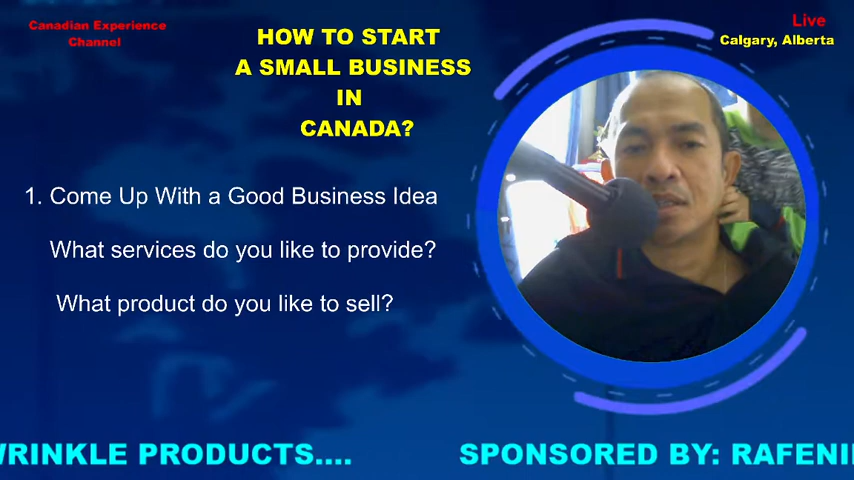 Canadian Experience
Channel
HOW TO START
A SMALL BUSINESS
IN
CANADA?
Live
Calgary, Alberta
1. Come Up With a Good Business Idea
What services do you like to provide?
What product do you like to sell?
WRINKLE PRODUCTS.... SPONSORED BY: